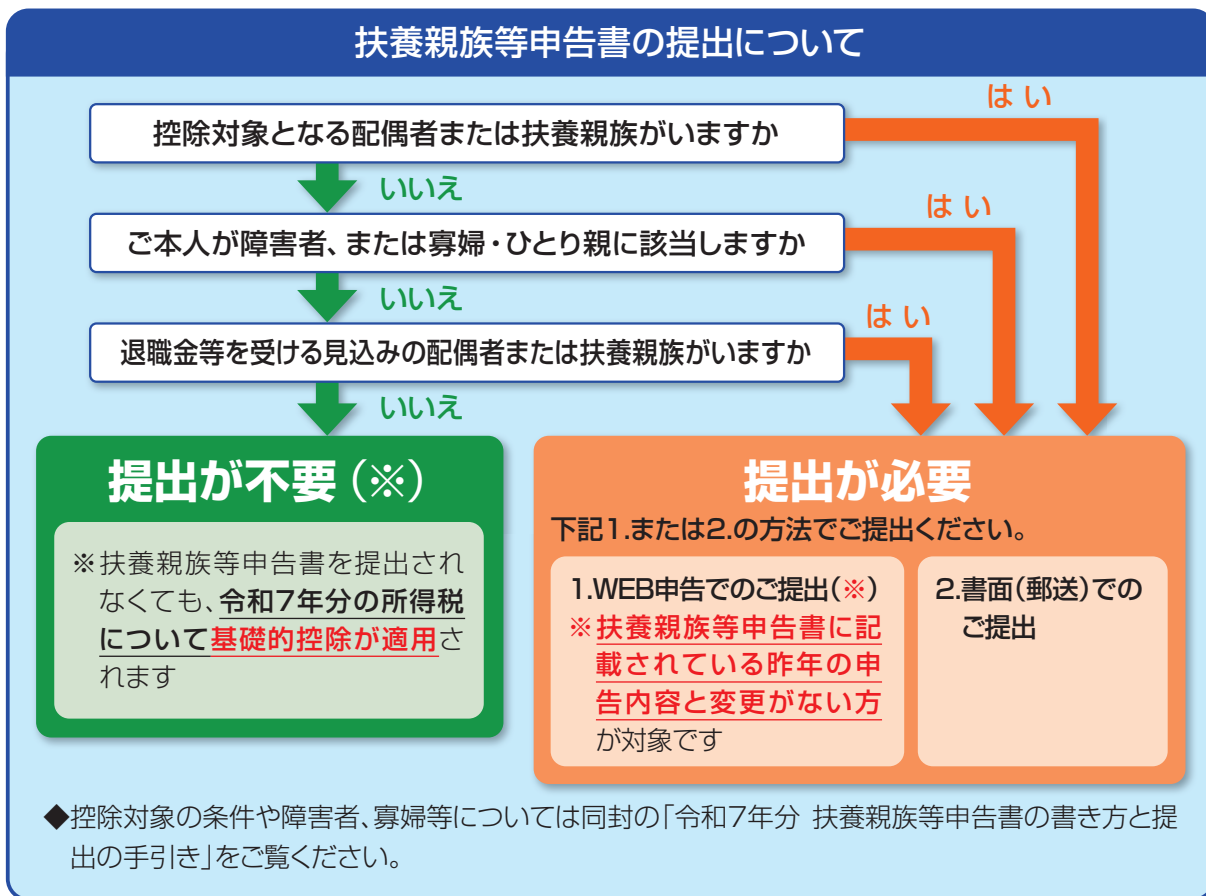 扶養親族等申告書の提出について
はい
控除対象となる配偶者または扶養親族がいますか
いいえ
はい
ご本人が障害者、または寡婦・ひとり親に該当しますか
いいえ
はい
退職金等を受ける見込みの配偶者または扶養親族がいますか
いいえ
提出が不要（※）
※扶養親族等申告書を提出され
なくても、令和7年分の所得税
について基礎的控除が適用さ
れます
提出が必要
下記1.または2.の方法でご提出ください。
1.WEB申告でのご提出（※）
※扶養親族等申告書に記
載されている昨年の申
告内容と変更がない方
が対象です
2.書面（郵送）での
ご提出
◆控除対象の条件や障害者、寡婦等については同封の「令和7年分 扶養親族等申告書の書き方と提
出の手引き」をご覧ください。